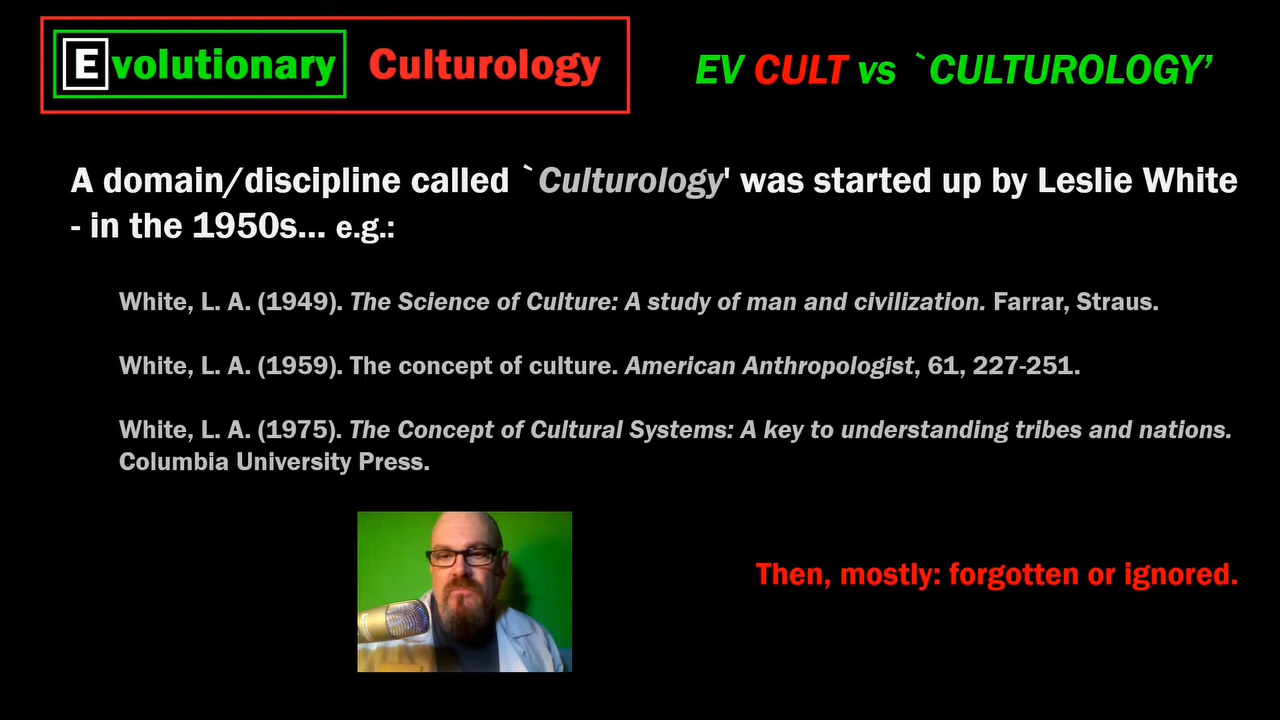 Evolutionary Culturology
EV CULT vs `CULTUROLOGY’
A domain/discipline called `Culturology' was started up by Leslie White
- in the 1950s... e.g.:
White, L. A. (1949). The Science of Culture: A study of man and civilization. Farrar, Straus.
White, L. A. (1959). The concept of culture. American Anthropologist, 61, 227-251.
White, L. A. (1975). The Concept of Cultural Systems: A key to understanding tribes and nations.
Columbia University Press.
Then, mostly: forgotten or ignored.